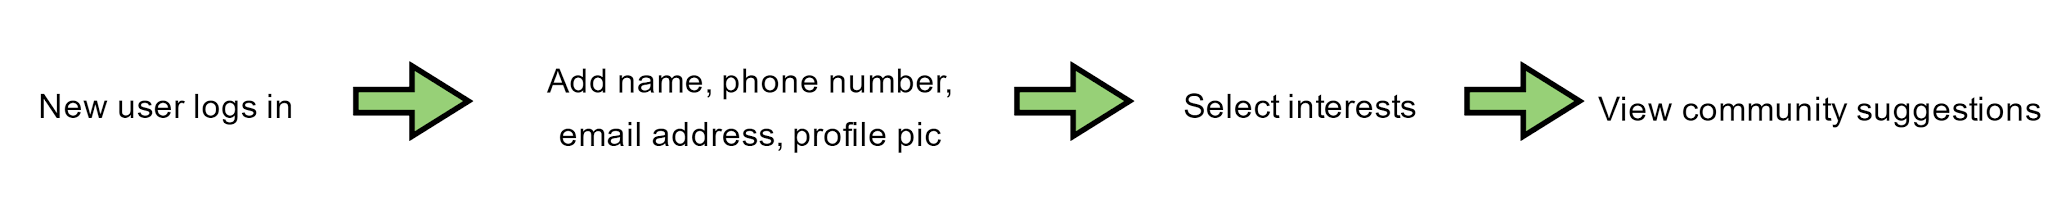 New user logs in
Add name, phone number,
email address, profile pic
Select interests
View community suggestions